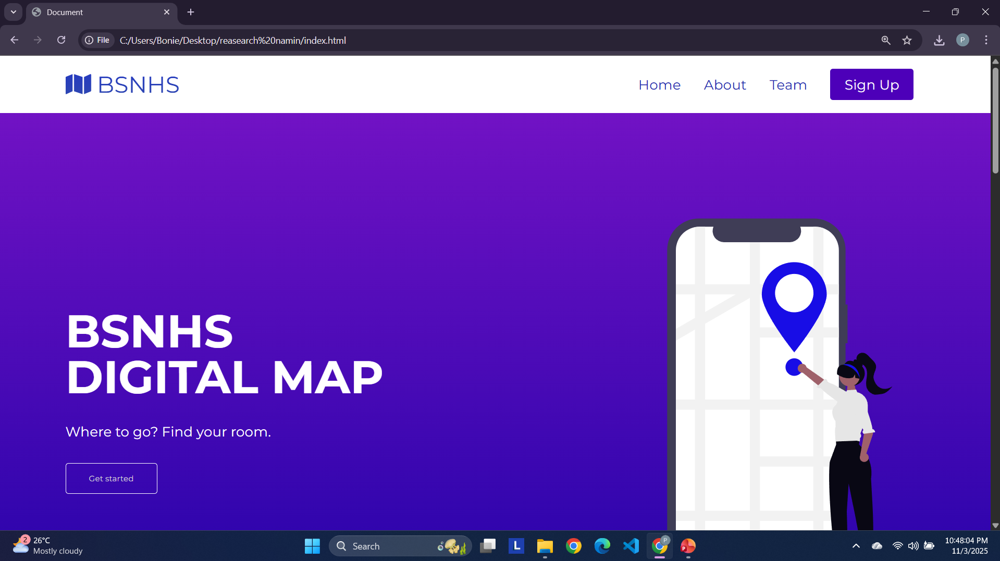 Document
File
C:/Users/Bonie/Desktop/reasearch%20namin/index.html
P
BSNHS
Home
About
Team
Sign Up
BSNHS
DIGITAL MAP
Where to go? Find your room.
Get started
2
26°C
Mostly cloudy
Search
L
P
P
10:48:04 PM
11/3/2025